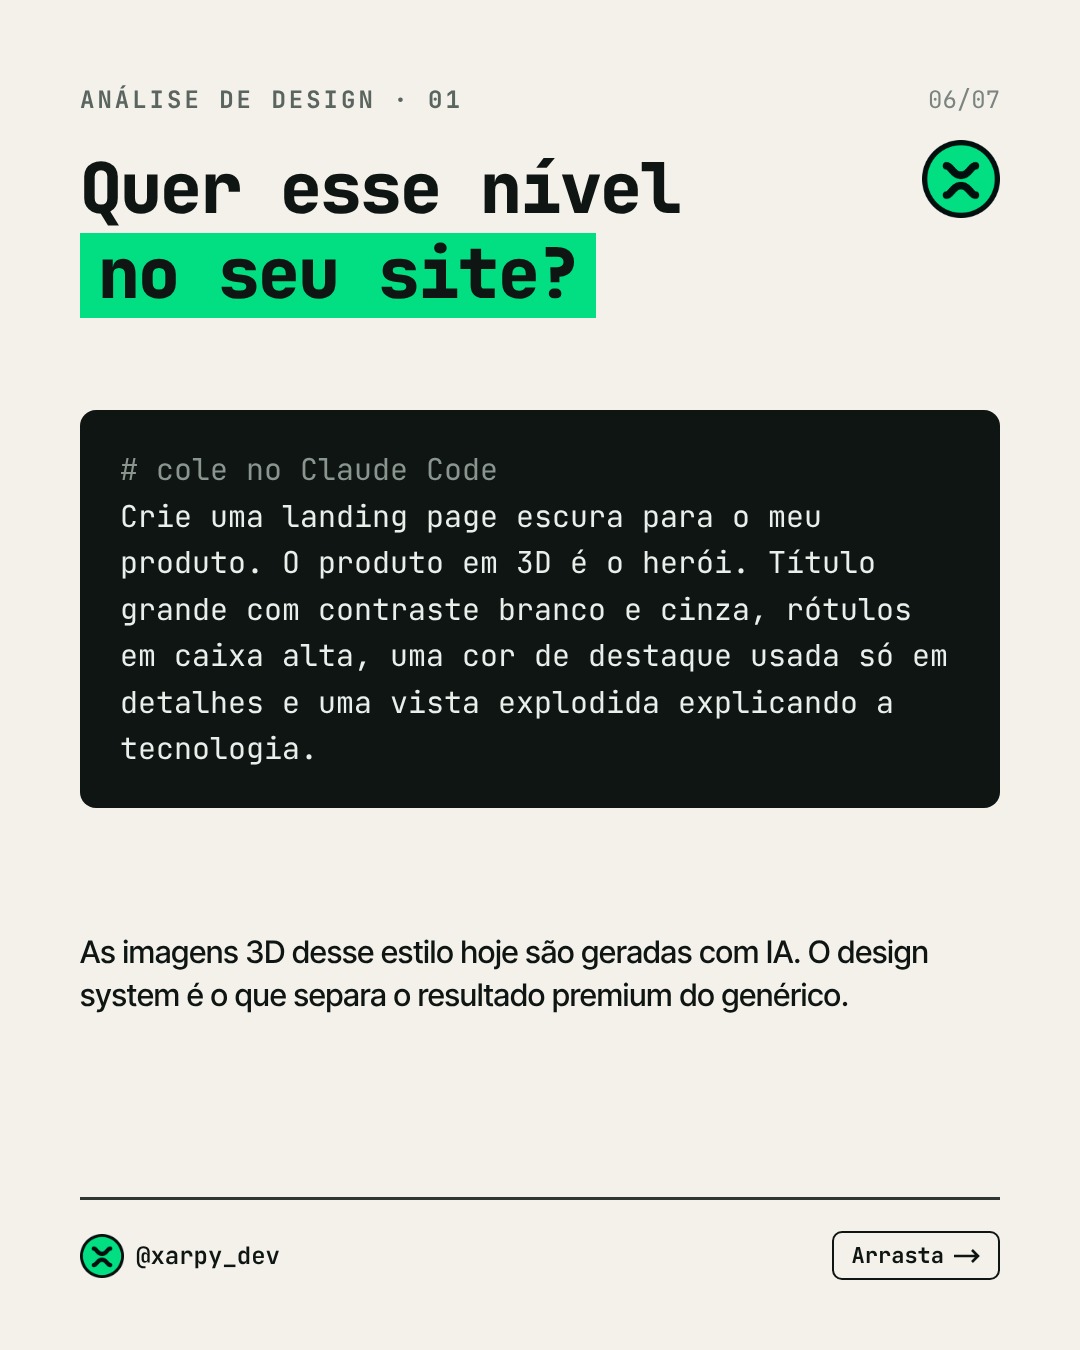 ANÁLISE DE DESIGN · 01
06/07
Quer esse nível
no seu site?
# cole no Claude Code
Crie uma landing page escura para o meu
produto. O produto em 3D é o herói. Título
grande com contraste branco e cinza, rótulos
em caixa alta, uma cor de destaque usada só em
detalhes e uma vista explodida explicando a
tecnologia.
As imagens 3D desse estilo hoje são geradas com IA. O design
system é o que separa o resultado premium do genérico.
@xarpy_dev
Arrasta →